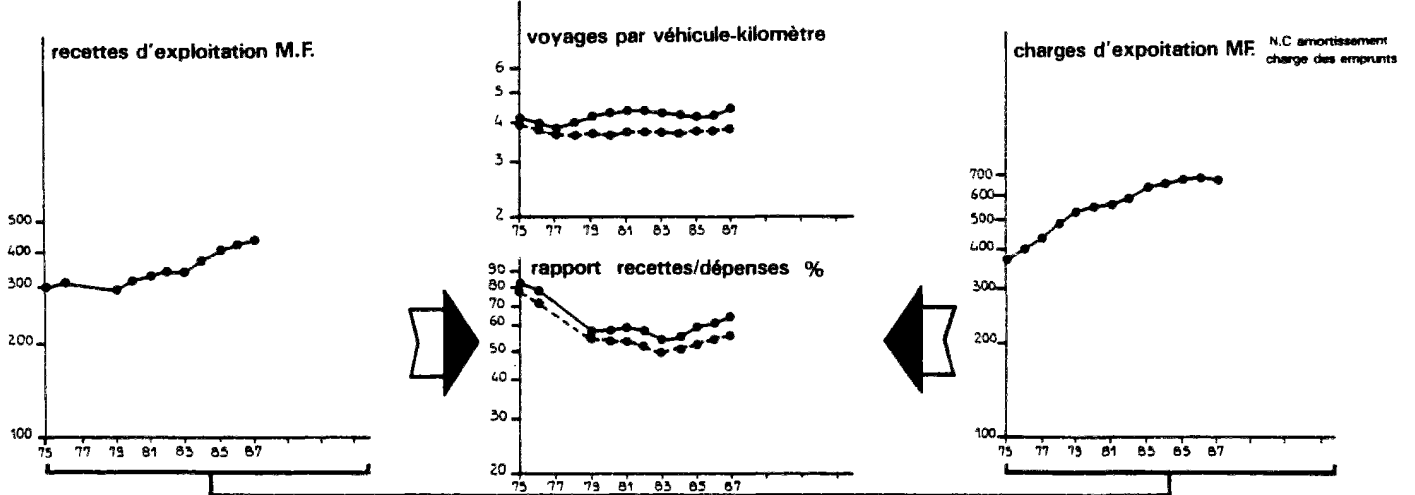 recettes d'exploitation M.F.
500
400
300
200
100
75 77 79 81 83 85 87
voyages par véhicule-kilomètre
6
5
4
3
2
75 77 79 81 83 85 87
rapport recettes/dépenses %
90
80
70
60
50
40
30
20
75 77 79 81 83 85 87
charges d'expoitation MF. N.C amortissement
charge des emprunts
700
600
500
400
300
200
100
75 77 79 81 83 85 87